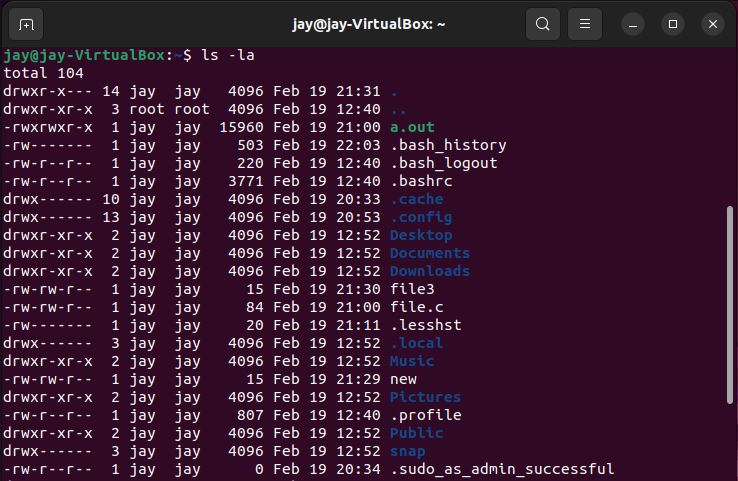 jay@jay-VirtualBox: ~
jay@jay-VirtualBox:~$ ls -la
total 104
drwxr-x--- 14 jay  jay   4096 Feb 19 21:31 .
drwxr-xr-x  3 root root  4096 Feb 19 12:40 ..
-rwxrwxr-x  1 jay  jay  15960 Feb 19 21:00 a.out
-rw-------  1 jay  jay    503 Feb 19 22:03 .bash_history
-rw-r--r--  1 jay  jay    220 Feb 19 12:40 .bash_logout
-rw-r--r--  1 jay  jay   3771 Feb 19 12:40 .bashrc
drwx------ 10 jay  jay   4096 Feb 19 20:33 .cache
drwx------ 13 jay  jay   4096 Feb 19 20:53 .config
drwxr-xr-x  2 jay  jay   4096 Feb 19 12:52 Desktop
drwxr-xr-x  2 jay  jay   4096 Feb 19 12:52 Documents
drwxr-xr-x  2 jay  jay   4096 Feb 19 12:52 Downloads
-rw-rw-r--  1 jay  jay     15 Feb 19 21:30 file3
-rw-rw-r--  1 jay  jay     84 Feb 19 21:00 file.c
-rw-------  1 jay  jay     20 Feb 19 21:11 .lesshst
drwx------  3 jay  jay   4096 Feb 19 12:52 .local
drwxr-xr-x  2 jay  jay   4096 Feb 19 12:52 Music
-rw-rw-r--  1 jay  jay     15 Feb 19 21:29 new
drwxr-xr-x  2 jay  jay   4096 Feb 19 12:52 Pictures
-rw-r--r--  1 jay  jay    807 Feb 19 12:40 .profile
drwxr-xr-x  2 jay  jay   4096 Feb 19 12:52 Public
drwx------  3 jay  jay   4096 Feb 19 12:52 snap
-rw-r--r--  1 jay  jay      0 Feb 19 20:34 .sudo_as_admin_successful